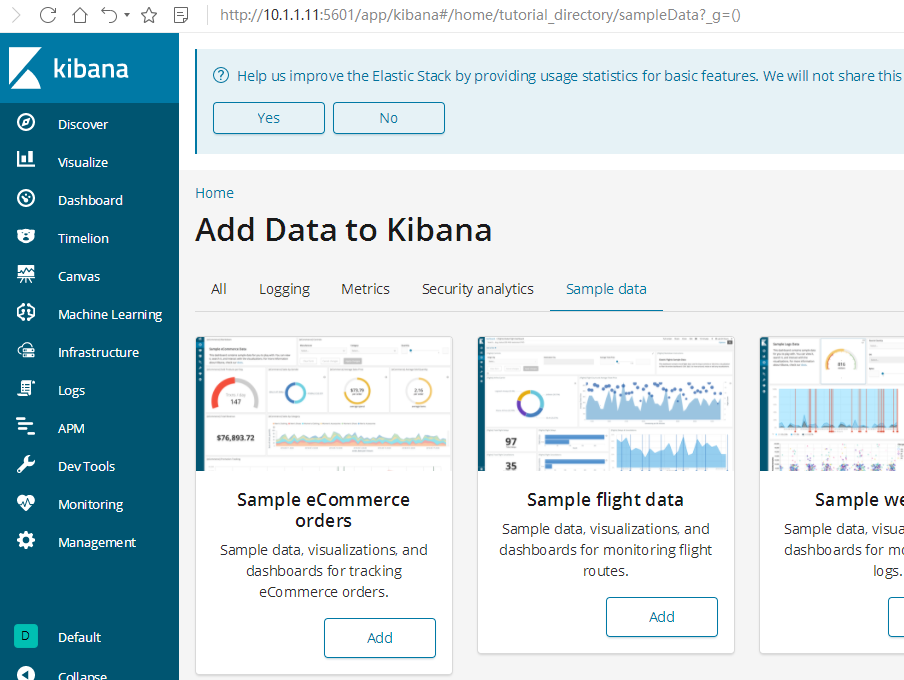 http://10.1.1.11:5601/app/kibana#/home/tutorial_directory/sampleData?_g=()
kibana
Discover
Visualize
Dashboard
Timelion
Canvas
Machine Learning
Infrastructure
Logs
APM
Dev Tools
Monitoring
Management
D Default
Collapse
Help us improve the Elastic Stack by providing usage statistics for basic features. We will not share this
Yes No
Home
Add Data to Kibana
All Logging Metrics Security analytics Sample data
147
$76,893.72
Sample eCommerce
orders
Sample data, visualizations, and
dashboards for tracking
eCommerce orders.
Add
97
35
Sample flight data
Sample data, visualizations, and
dashboards for monitoring flight
routes.
Add
Sample we
Sample data, visua
dashboards for mo
logs.